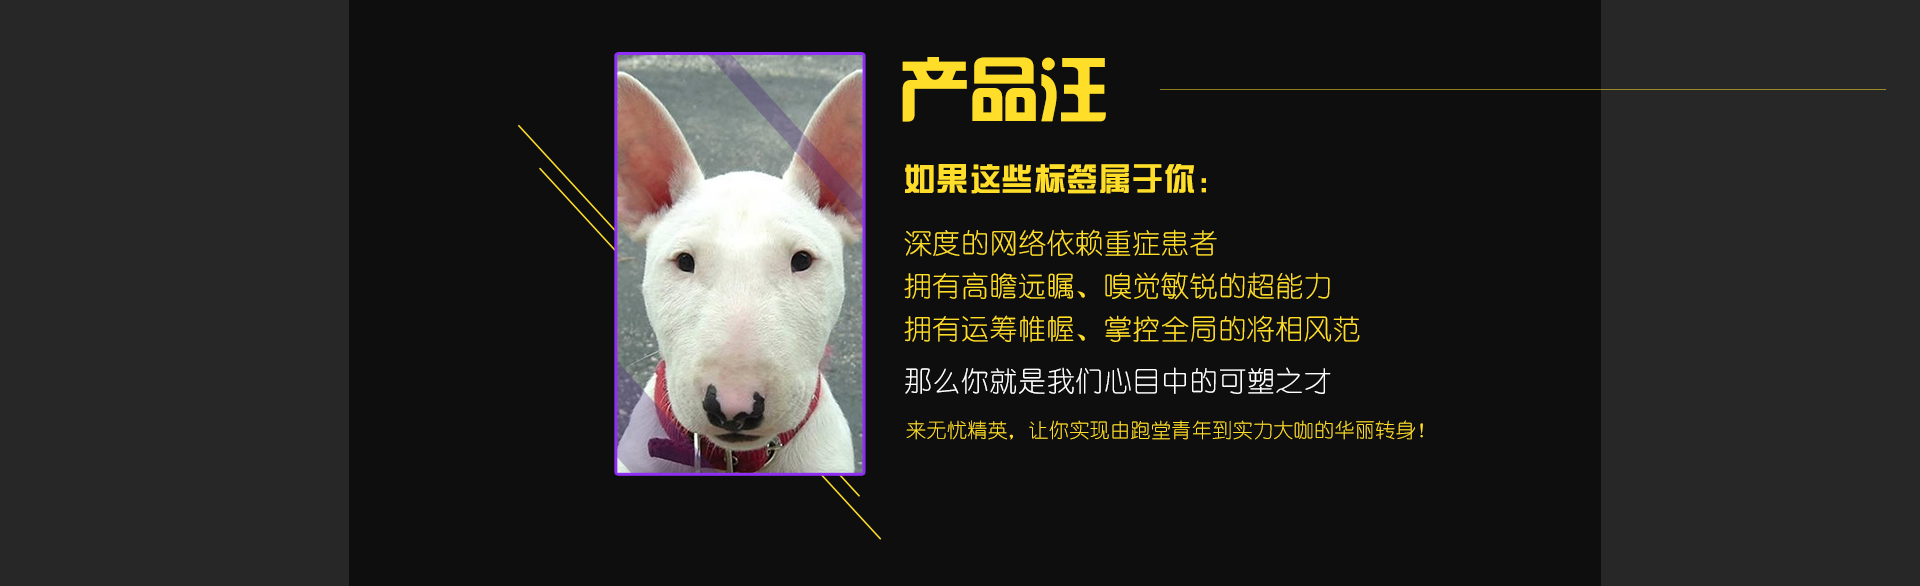 产品汪
如果这些标签属于你：
深度的网络依赖重症患者
拥有高瞻远瞩、嗅觉敏锐的超能力
拥有运筹帷幄、掌控全局的将相风范
那么你就是我们心目中的可塑之才
来无忧精英，让你实现由跑堂青年到实力大咖的华丽转身！